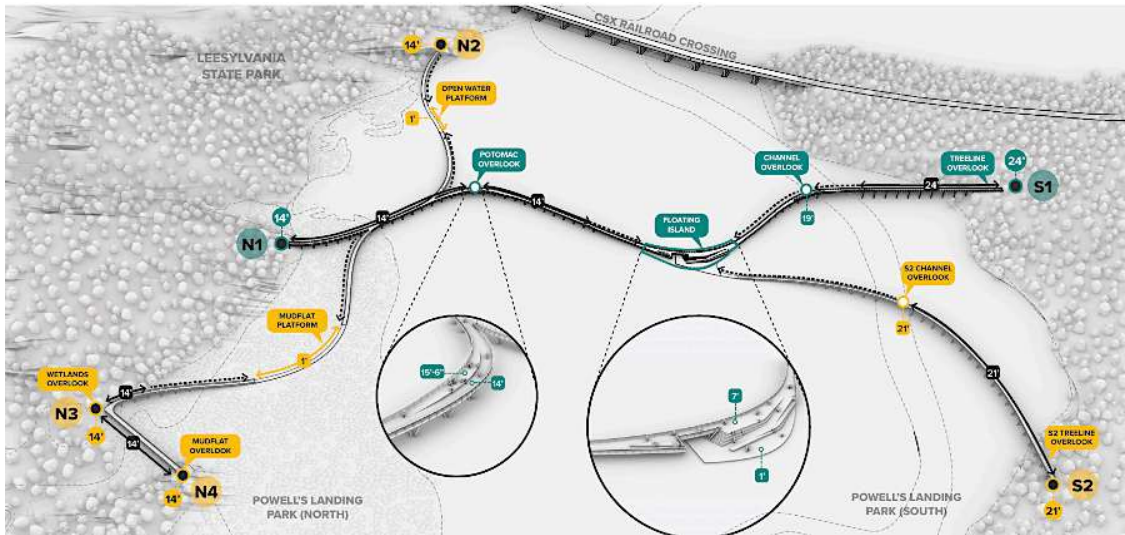 CSX RAILROAD CROSSING
LEESYLVANIA
STATE PARK
14'
N2
OPEN WATER
PLATFORM
1'
POTOMAC
OVERLOOK
CHANNEL
OVERLOOK
TREELINE
OVERLOOK
24'
S1
24'
19'
14'
14'
14'
N1
FLOATING
ISLAND
S2 CHANNEL
OVERLOOK
21'
MUDFLAT
PLATFORM
1'
15'-6"
14'
7'
1'
21'
WETLANDS
OVERLOOK
14'
N3
14'
14'
MUDFLAT
OVERLOOK
14'
N4
S2 TREELINE
OVERLOOK
S2
21'
POWELL'S LANDING
PARK (NORTH)
POWELL'S LANDING
PARK (SOUTH)